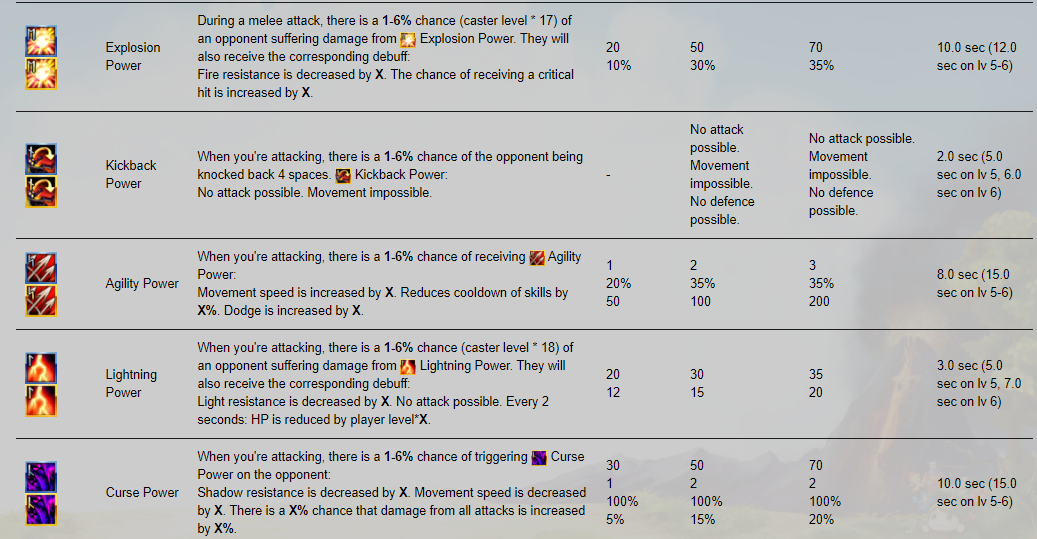 During a melee attack, there is a 1-6% chance (caster level * 17) of
an opponent suffering damage from Explosion Power. They will
also receive the corresponding debuff:
Fire resistance is decreased by X. The chance of receiving a critical
hit is increased by X.
Explosion
Power
20
10%
50
30%
70
35%
10.0 sec (12.0
sec on lv 5-6)
Kickback
Power
When you're attacking, there is a 1-6% chance of the opponent being
knocked back 4 spaces. Kickback Power:
No attack possible. Movement impossible.
-
No attack
possible.
Movement
impossible.
No defence
possible.
No attack possible.
Movement
impossible.
No defence
possible.
2.0 sec (5.0
sec on lv 5, 6.0
sec on lv 6)
Agility Power
When you're attacking, there is a 1-6% chance of receiving Agility
Power:
Movement speed is increased by X. Reduces cooldown of skills by
X%. Dodge is increased by X.
1
20%
50
2
35%
100
3
35%
200
8.0 sec (15.0
sec on lv 5-6)
Lightning
Power
When you're attacking, there is a 1-6% chance (caster level * 18) of
an opponent suffering damage from Lightning Power. They will
also receive the corresponding debuff:
Light resistance is decreased by X. No attack possible. Every 2
seconds: HP is reduced by player level*X.
20
12
30
15
35
20
3.0 sec (5.0
sec on lv 5, 7.0
sec on lv 6)
Curse Power
When you're attacking, there is a 1-6% chance of triggering Curse
Power on the opponent:
Shadow resistance is decreased by X. Movement speed is decreased
by X. There is a X% chance that damage from all attacks is increased
by X%.
30
1
100%
5%
50
2
100%
15%
70
2
100%
20%
10.0 sec (15.0
sec on lv 5-6)